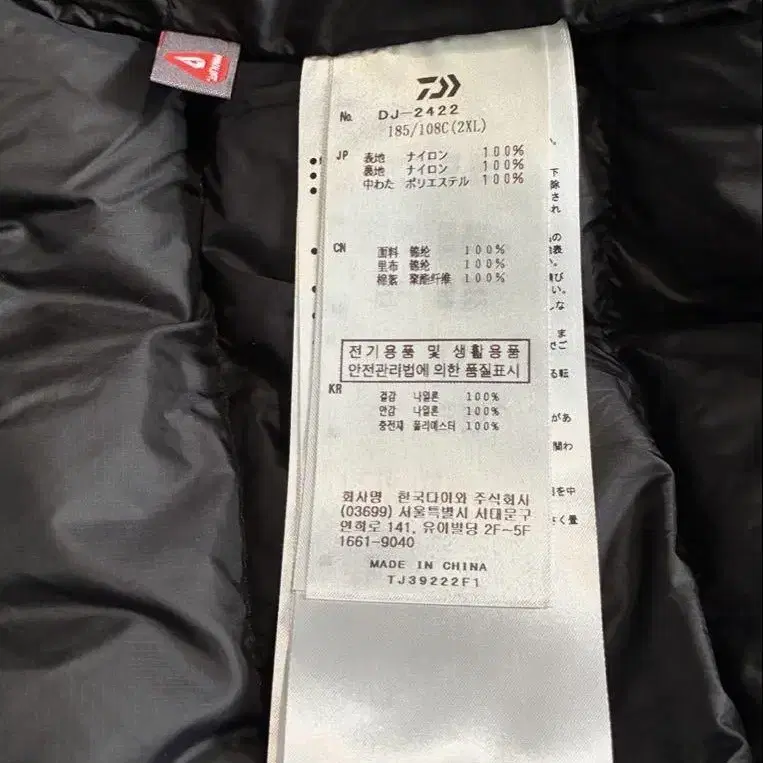 No. DJ-2422
185/108C(2XL)
JP 表地 ナイロン 100%
裏地 ナイロン 100%
中わた ポリエステル 100%
CN 面料 锦纶 100%
里布 锦纶 100%
棉絮 聚酯纤维 100%
전기용품 및 생활용품
안전관리법에 의한 품질표시
KR
겉감 나일론 100%
안감 나일론 100%
충전재 폴리에스터 100%
회사명 한국다이와 주식회사
(03699) 서울특별시 서대문구
연희로 141, 유이빌딩 2F~5F
1661-9040
MADE IN CHINA
TJ39222F1